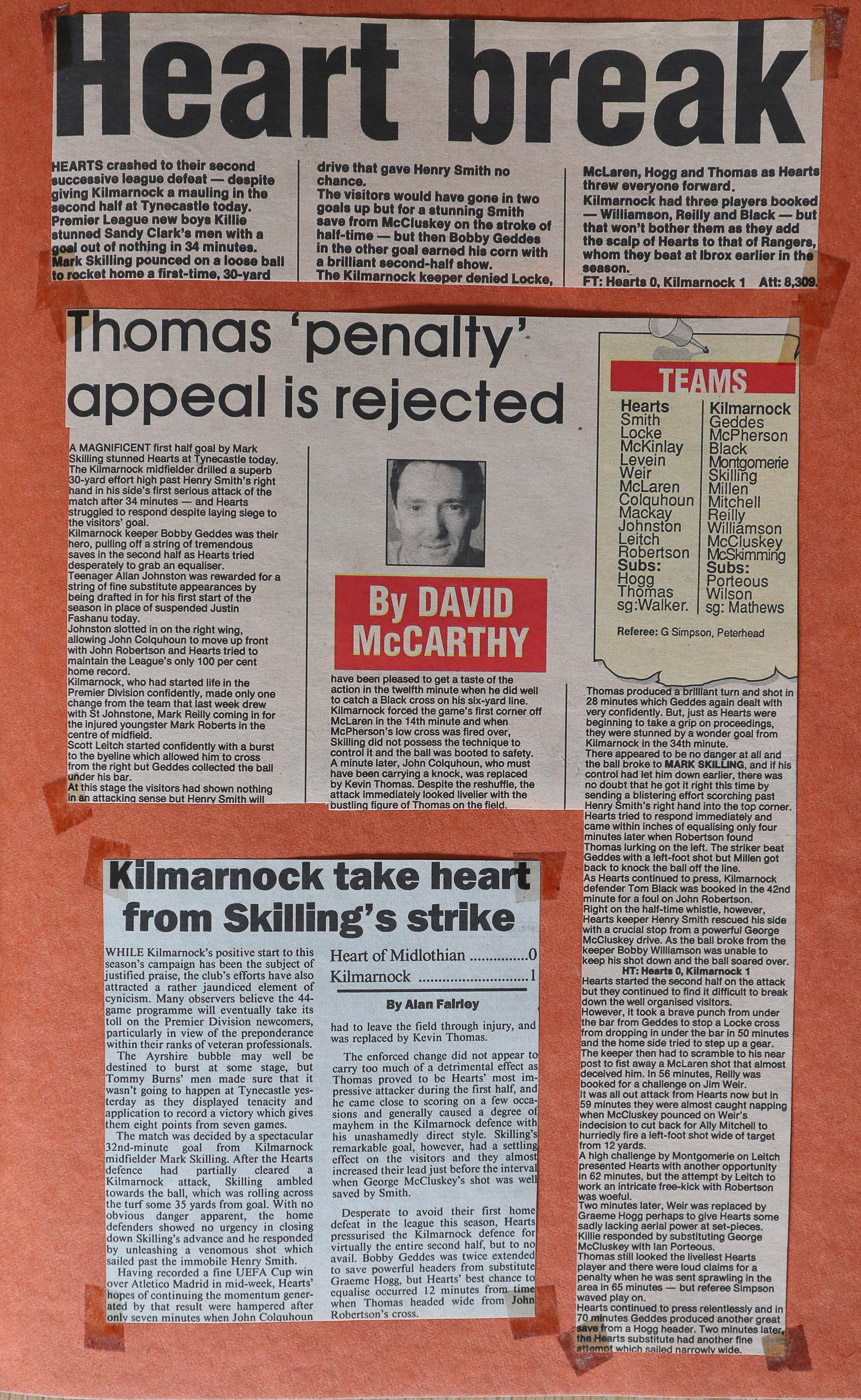 Heart break
HEARTS crashed to their second
successive league defeat — despite
giving Kilmarnock a mauling in the
second half at Tynecastle today.
Premier League new boys Killie
stunned Sandy Clark's men with a
goal out of nothing in 34 minutes.
Mark Skilling pounced on a loose ball
to rocket home a first-time, 30-yard
drive that gave Henry Smith no
chance.
The visitors would have gone in two
goals up but for a stunning Smith
save from McCluskey on the stroke of
half-time — but then Bobby Geddes
in the other goal earned his corn with
a brilliant second-half show.
The Kilmarnock keeper denied Locke,
McLaren, Hogg and Thomas as Hearts
threw everyone forward.
Kilmarnock had three players booked
— Williamson, Reilly and Black — but
that won't bother them as they add
the scalp of Hearts to that of Rangers,
whom they beat at Ibrox earlier in the
season.
FT: Hearts 0, Kilmarnock 1 Att: 8,309.
Thomas 'penalty'
appeal is rejected
A MAGNIFICENT first half goal by Mark
Skilling stunned Hearts at Tynecastle today.
The Kilmarnock midfielder drilled a superb
30-yard effort high past Henry Smith's right
hand in his side's first serious attack of the
match after 34 minutes — and Hearts
struggled to respond despite laying siege to
the visitors' goal.
Kilmarnock keeper Bobby Geddes was their
hero, pulling off a string of tremendous
saves in the second half as Hearts tried
desperately to grab an equaliser.
Teenager Allan Johnston was rewarded for a
string of fine substitute appearances by
being drafted in for his first start of the
season in place of suspended Justin
Fashanu today.
Johnston slotted in on the right wing,
allowing John Colquhoun to move up front
with John Robertson and Hearts tried to
maintain the League's only 100 per cent
home record.
Kilmarnock, who had started life in the
Premier Division confidently, made only one
change from the team that last week drew
with St Johnstone, Mark Reilly coming in for
the injured youngster Mark Roberts in the
centre of midfield.
Scott Leitch started confidently with a burst
to the byeline which allowed him to cross
from the right but Geddes collected the ball
under his bar.
At this stage the visitors had shown nothing
in an attacking sense but Henry Smith will
By DAVID
McCARTHY
have been pleased to get a taste of the
action in the twelfth minute when he did well
to catch a Black cross on his six-yard line.
Kilmarnock forced the game's first corner off
McLaren in the 14th minute and when
McPherson's low cross was fired over,
Skilling did not possess the technique to
control it and the ball was booted to safety.
A minute later, John Colquhoun, who must
have been carrying a knock, was replaced
by Kevin Thomas. Despite the reshuffle, the
attack immediately looked livelier with the
bustling figure of Thomas on the field.
TEAMS
Hearts
Smith
Locke
McKinlay
Levein
Weir
McLaren
Colquhoun
Mackay
Johnston
Leitch
Robertson
Subs:
Hogg
Thomas
sg:Walker.
Kilmarnock
Geddes
McPherson
Black
Montgomerie
Skilling
Millen
Mitchell
Reilly
Williamson
McCluskey
McSkimming
Subs:
Porteous
Wilson
sg: Mathews
Referee: G Simpson, Peterhead
Thomas produced a brilliant turn and shot in
28 minutes which Geddes again dealt with
very confidently. But, just as Hearts were
beginning to take a grip on proceedings,
they were stunned by a wonder goal from
Kilmarnock in the 34th minute.
There appeared to be no danger at all and
the ball broke to MARK SKILLING, and if his
control had let him down earlier, there was
no doubt that he got it right this time by
sending a blistering effort scorching past
Henry Smith's right hand into the top corner.
Hearts tried to respond immediately and
came within inches of equalising only four
minutes later when Robertson found
Thomas lurking on the left. The striker beat
Geddes with a left-foot shot but Millen got
back to knock the ball off the line.
As Hearts continued to press, Kilmarnock
defender Tom Black was booked in the 42nd
minute for a foul on John Robertson.
Right on the half-time whistle, however,
Hearts keeper Henry Smith rescued his side
with a crucial stop from a powerful George
McCluskey drive. As the ball broke from the
keeper Bobby Williamson was unable to
keep his shot down and the ball soared over.
HT: Hearts 0, Kilmarnock 1
Hearts started the second half on the attack
but they continued to find it difficult to break
down the well organised visitors.
However, it took a brave punch from under
the bar from Geddes to stop a Locke cross
from dropping in under the bar in 50 minutes
and the home side tried to step up a gear.
The keeper then had to scramble to his near
post to fist away a McLaren shot that almost
deceived him. In 56 minutes, Reilly was
booked for a challenge on Jim Weir.
It was all out attack from Hearts now but in
59 minutes they were almost caught napping
when McCluskey pounced on Weir's
indecision to cut back for Ally Mitchell to
hurriedly fire a left-foot shot wide of target
from 12 yards.
A high challenge by Montgomerie on Leitch
presented Hearts with another opportunity
in 62 minutes, but the attempt by Leitch to
work an intricate free-kick with Robertson
was woeful.
Two minutes later, Weir was replaced by
Graeme Hogg perhaps to give Hearts some
sadly lacking aerial power at set-pieces.
Killie responded by substituting George
McCluskey with Ian Porteous.
Thomas still looked the liveliest Hearts
player and there were loud claims for a
penalty when he was sent sprawling in the
area in 65 minutes — but referee Simpson
waved play on.
Hearts continued to press relentlessly and in
70 minutes Geddes produced another great
save from a Hogg header. Two minutes later,
the Hearts substitute had another fine
attempt which sailed narrowly wide.
Kilmarnock take heart
from Skilling's strike
WHILE Kilmarnock's positive start to this
season's campaign has been the subject of
justified praise, the club's efforts have also
attracted a rather jaundiced element of
cynicism. Many observers believe the 44-
game programme will eventually take its
toll on the Premier Division newcomers,
particularly in view of the preponderance
within their ranks of veteran professionals.
The Ayrshire bubble may well be
destined to burst at some stage, but
Tommy Burns' men made sure that it
wasn't going to happen at Tynecastle yes-
terday as they displayed tenacity and
application to record a victory which gives
them eight points from seven games.
The match was decided by a spectacular
32nd-minute goal from Kilmarnock
midfielder Mark Skilling. After the Hearts
defence had partially cleared a
Kilmarnock attack, Skilling ambled
towards the ball, which was rolling across
the turf some 35 yards from goal. With no
obvious danger apparent, the home
defenders showed no urgency in closing
down Skilling's advance and he responded
by unleashing a venomous shot which
sailed past the immobile Henry Smith.
Having recorded a fine UEFA Cup win
over Atletico Madrid in mid-week, Hearts'
hopes of continuing the momentum gener-
ated by that result were hampered after
only seven minutes when John Colquhoun
Heart of Midlothian ..............0
Kilmarnock ..........................1
By Alan Fairley
had to leave the field through injury, and
was replaced by Kevin Thomas.
The enforced change did not appear to
carry too much of a detrimental effect as
Thomas proved to be Hearts' most im-
pressive attacker during the first half, and
he came close to scoring on a few occa-
sions and generally caused a degree of
mayhem in the Kilmarnock defence with
his unashamedly direct style. Skilling's
remarkable goal, however, had a settling
effect on the visitors and they almost
increased their lead just before the interval
when George McCluskey's shot was well
saved by Smith.
Desperate to avoid their first home
defeat in the league this season, Hearts
pressurised the Kilmarnock defence for
virtually the entire second half, but to no
avail. Bobby Geddes was twice extended
to save powerful headers from substitute
Graeme Hogg, but Hearts' best chance to
equalise occurred 12 minutes from time
when Thomas headed wide from John
Robertson's cross.